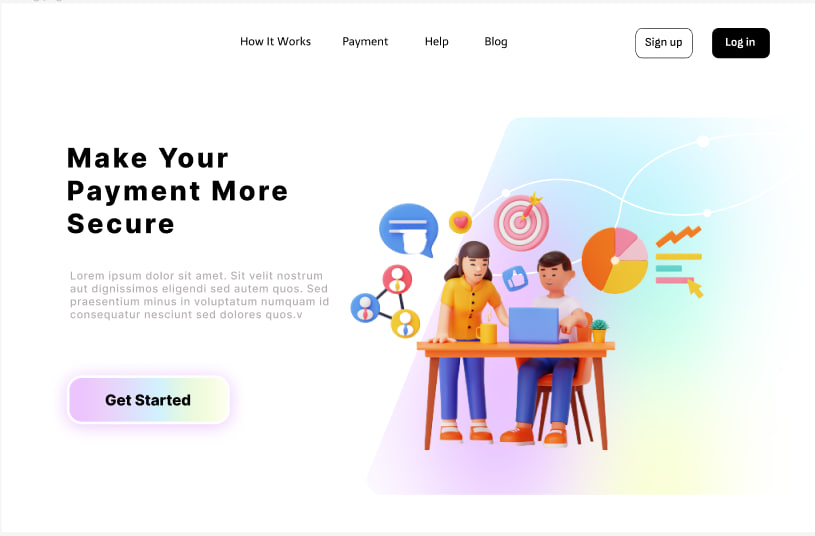 How It Works
Payment
Help
Blog
Sign up
Log in
Make Your
Payment More
Secure
Lorem ipsum dolor sit amet. Sit velit nostrum
aut dignissimos eligendi sed autem quos. Sed
praesentium minus in voluptatum numquam id
consequatur nesciunt sed dolores quos.v
Get Started